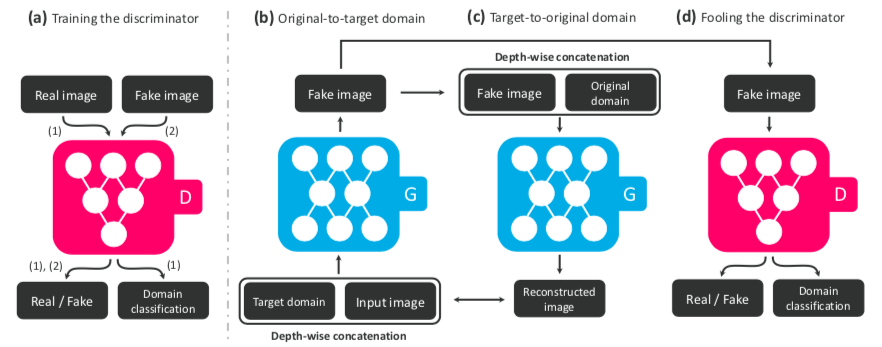 (a) Training the discriminator
(b) Original-to-target domain
(c) Target-to-original domain
(d) Fooling the discriminator
Real image
Fake image
(1)
(2)
D
(1), (2)
(1)
Real / Fake
Domain
classification
Fake image
G
Target domain
Input image
Depth-wise concatenation
Depth-wise concatenation
Fake image
Original
domain
G
Reconstructed
image
Fake image
D
Real / Fake
Domain
classification